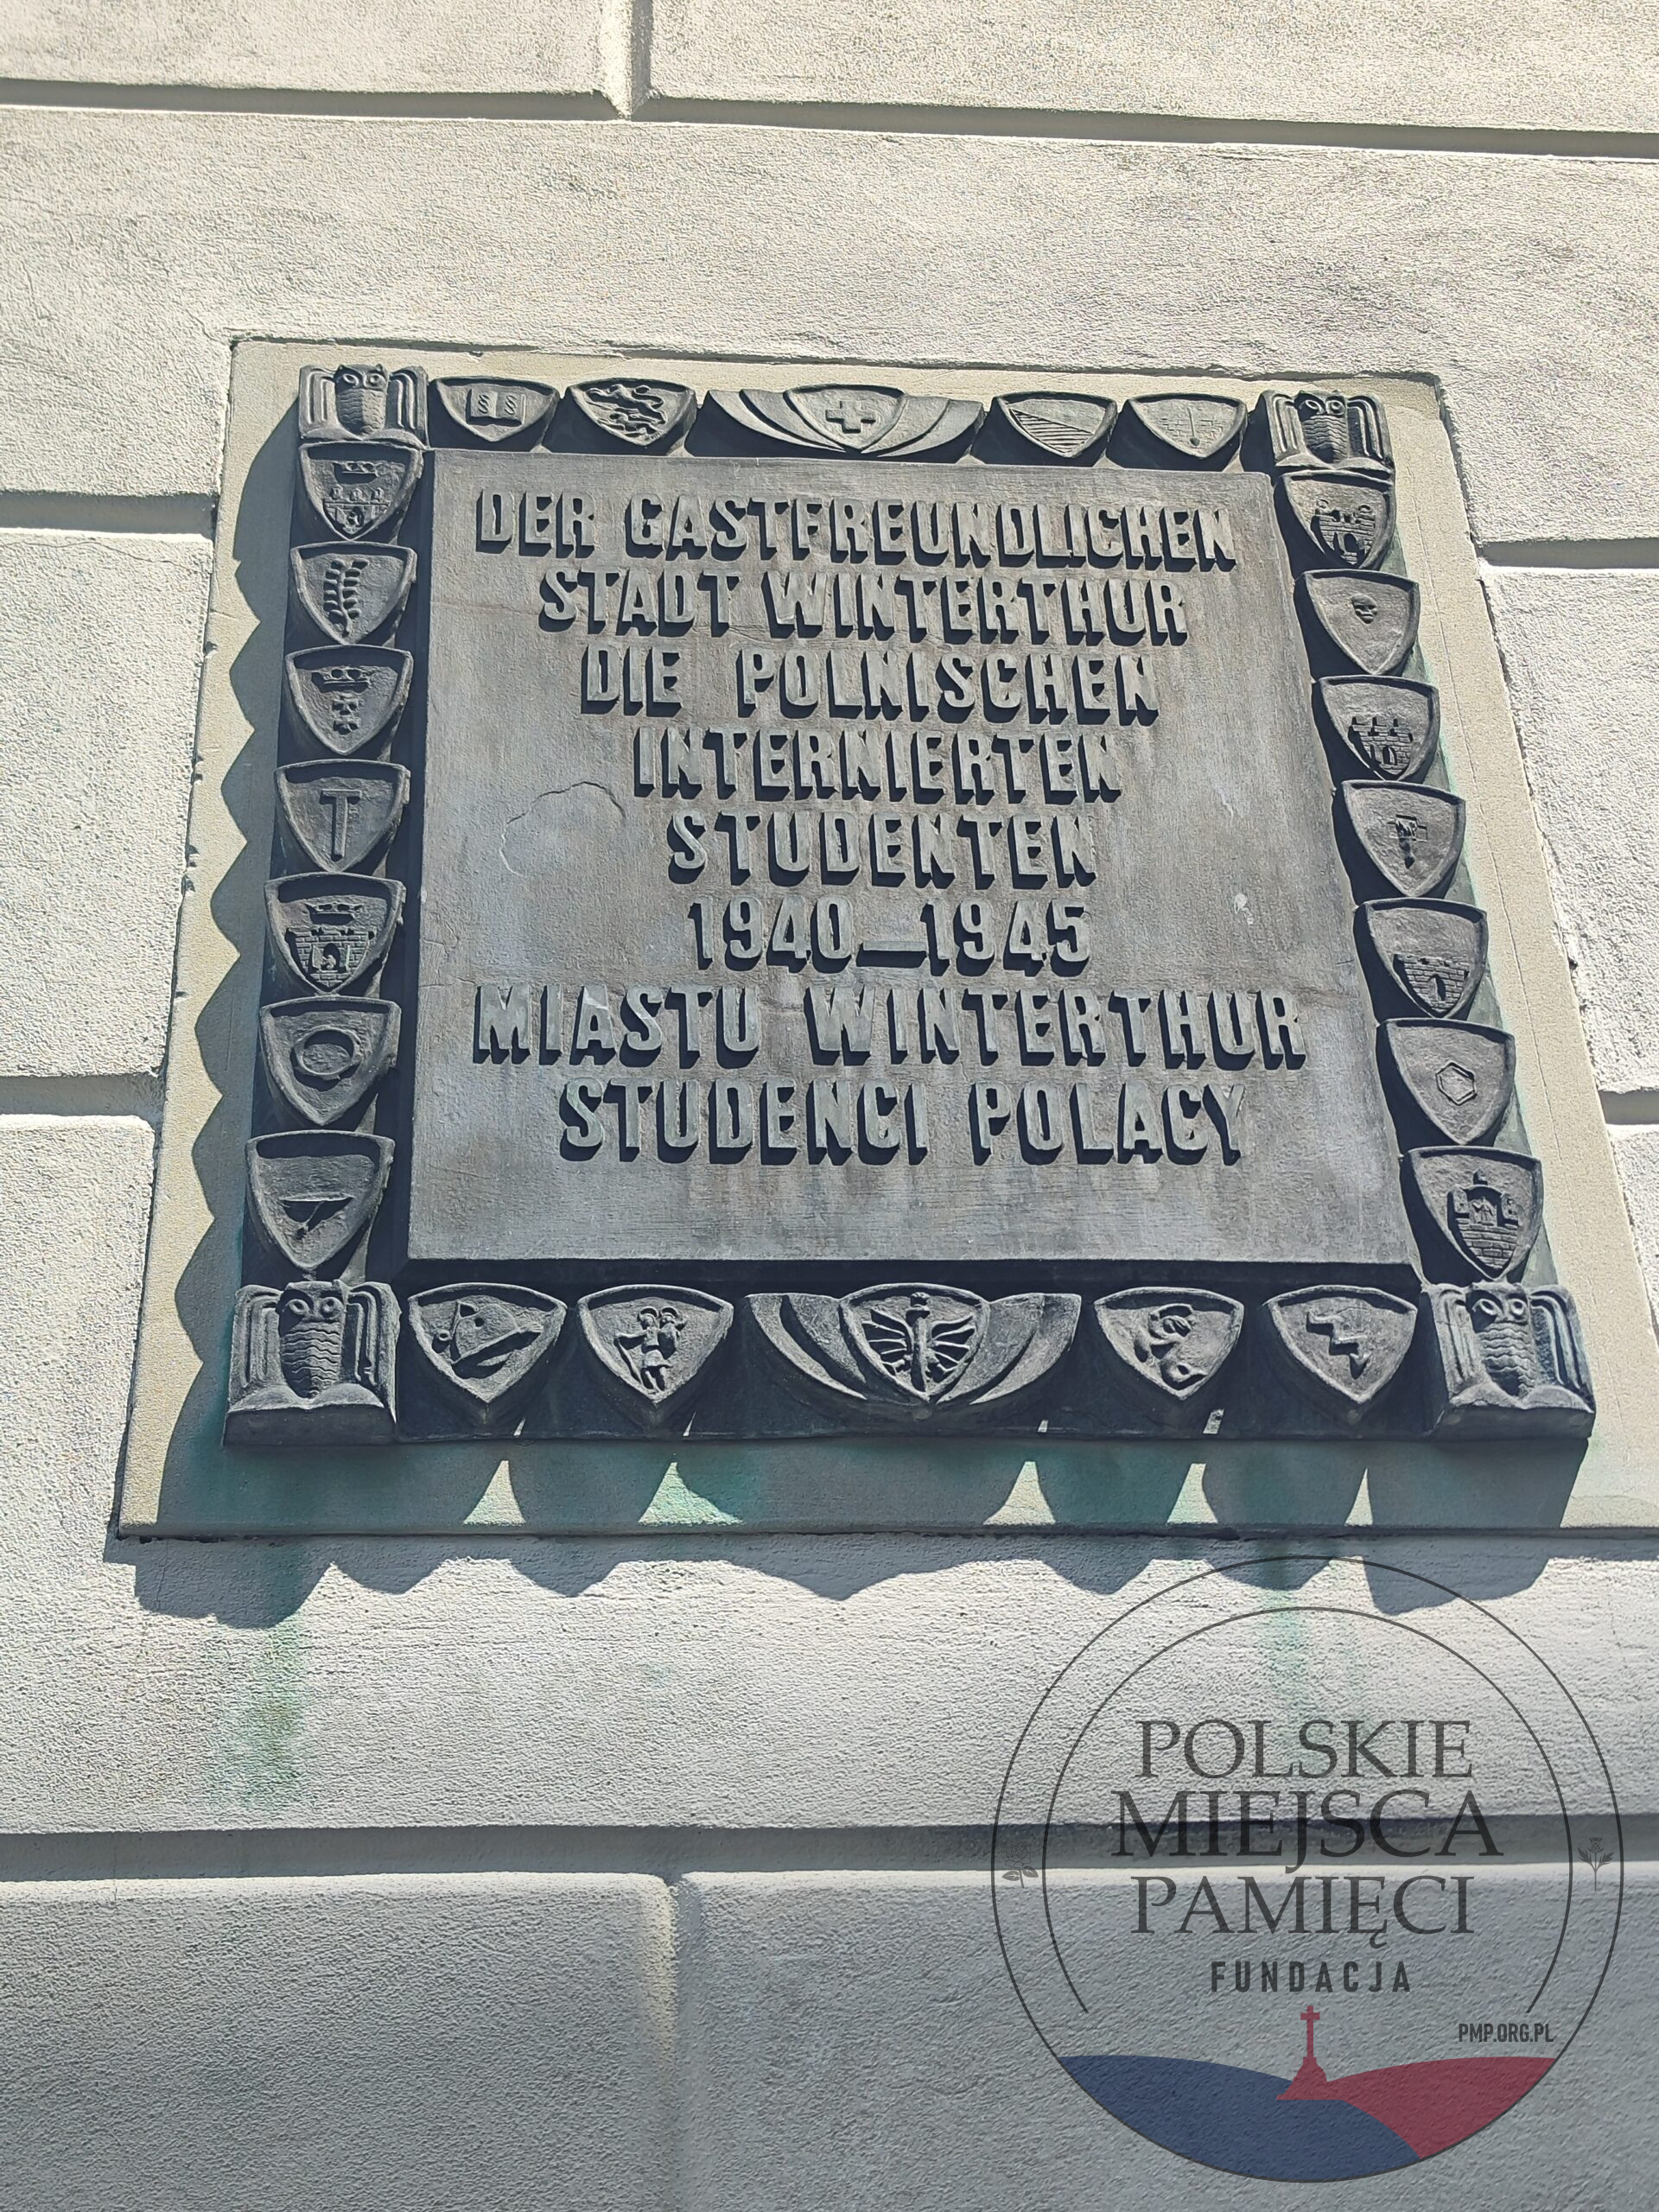 DER GASTFREUNDLICHEN
STADT WINTERTHUR
DIE POLNISCHEN
INTERNIERTEN
STUDENTEN
1940—1945
MIASTU WINTERTHUR
STUDENCI POLACY
T
POLSKIE
MIEJSCA
PAMIĘCI
FUNDACJA
PMP.ORG.PL